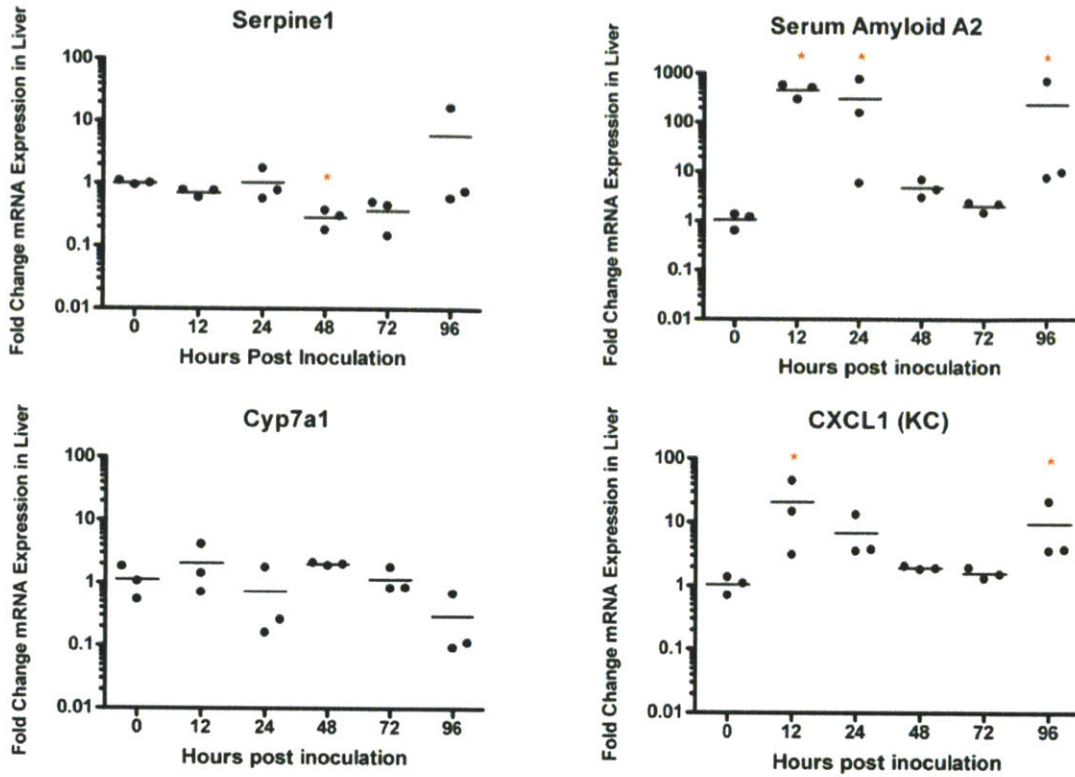 Serpine1
Fold Change mRNA Expression in Liver
100
10
1
0.1
0.01
0 12 24 48 72 96
*
Hours Post Inoculation
Serum Amyloid A2
Fold Change mRNA Expression in Liver
* * *
1000
100
10
1
0.1
0.01
0 12 24 48 72 96
Hours post inoculation
Cyp7a1
Fold Change mRNA Expression in Liver
100
10
1
0.1
0.01
0 12 24 48 72 96
Hours post inoculation
CXCL1 (KC)
Fold Change mRNA Expression in Liver
* *
100
10
1
0.1
0.01
0 12 24 48 72 96
Hours post inoculation